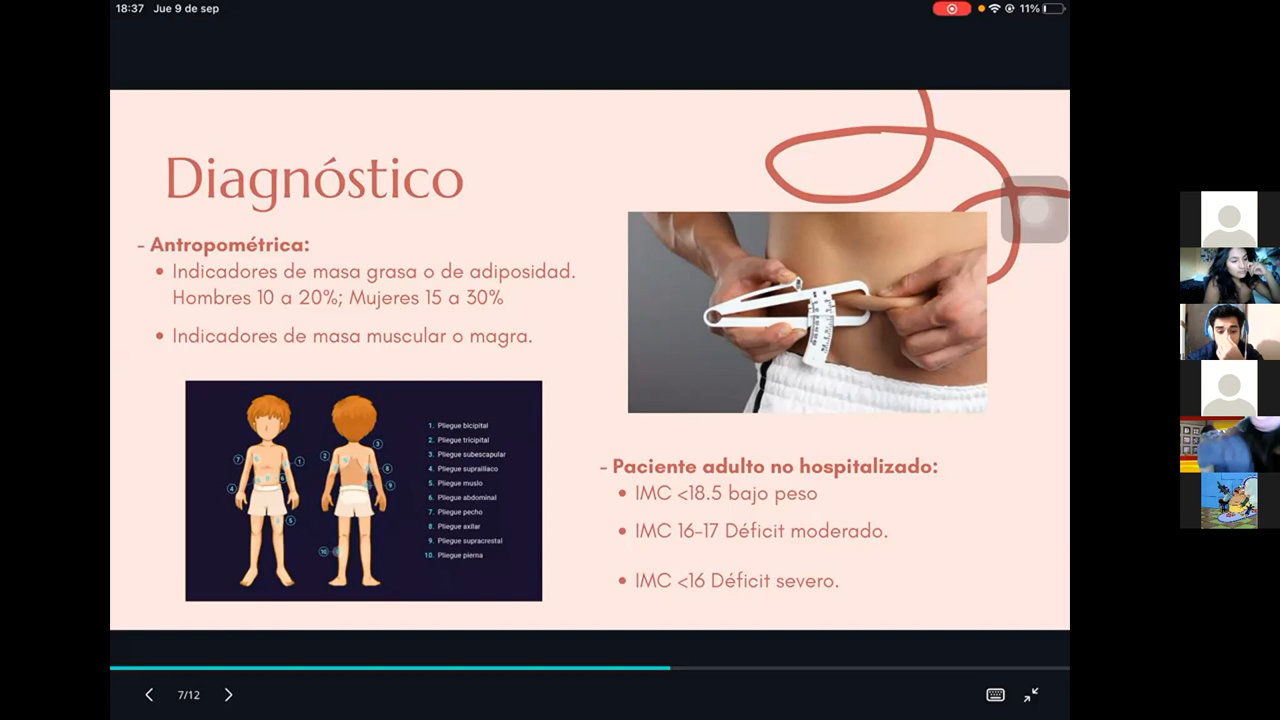 18:37 Jue 9 de sep
11%
Diagnóstico
- Antropométrica:
• Indicadores de masa grasa o de adiposidad.
Hombres 10 a 20%; Mujeres 15 a 30%
• Indicadores de masa muscular o magra.
1. Pliegue bicipital
2. Pliegue tricipital
3. Pliegue subescapular
4. Pliegue suprailíaco
5. Pliegue muslo
6. Pliegue abdominal
7. Pliegue pecho
8. Pliegue axilar
9. Pliegue supracrestal
10. Pliegue pierna
- Paciente adulto no hospitalizado:
• IMC <18.5 bajo peso
• IMC 16-17 Déficit moderado.
• IMC <16 Déficit severo.
7/12